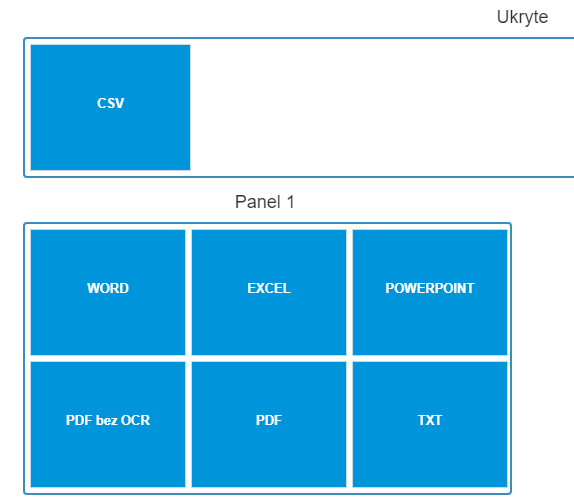 Ukryte
CSV
Panel 1
WORD
EXCEL
POWERPOINT
PDF bez OCR
PDF
TXT